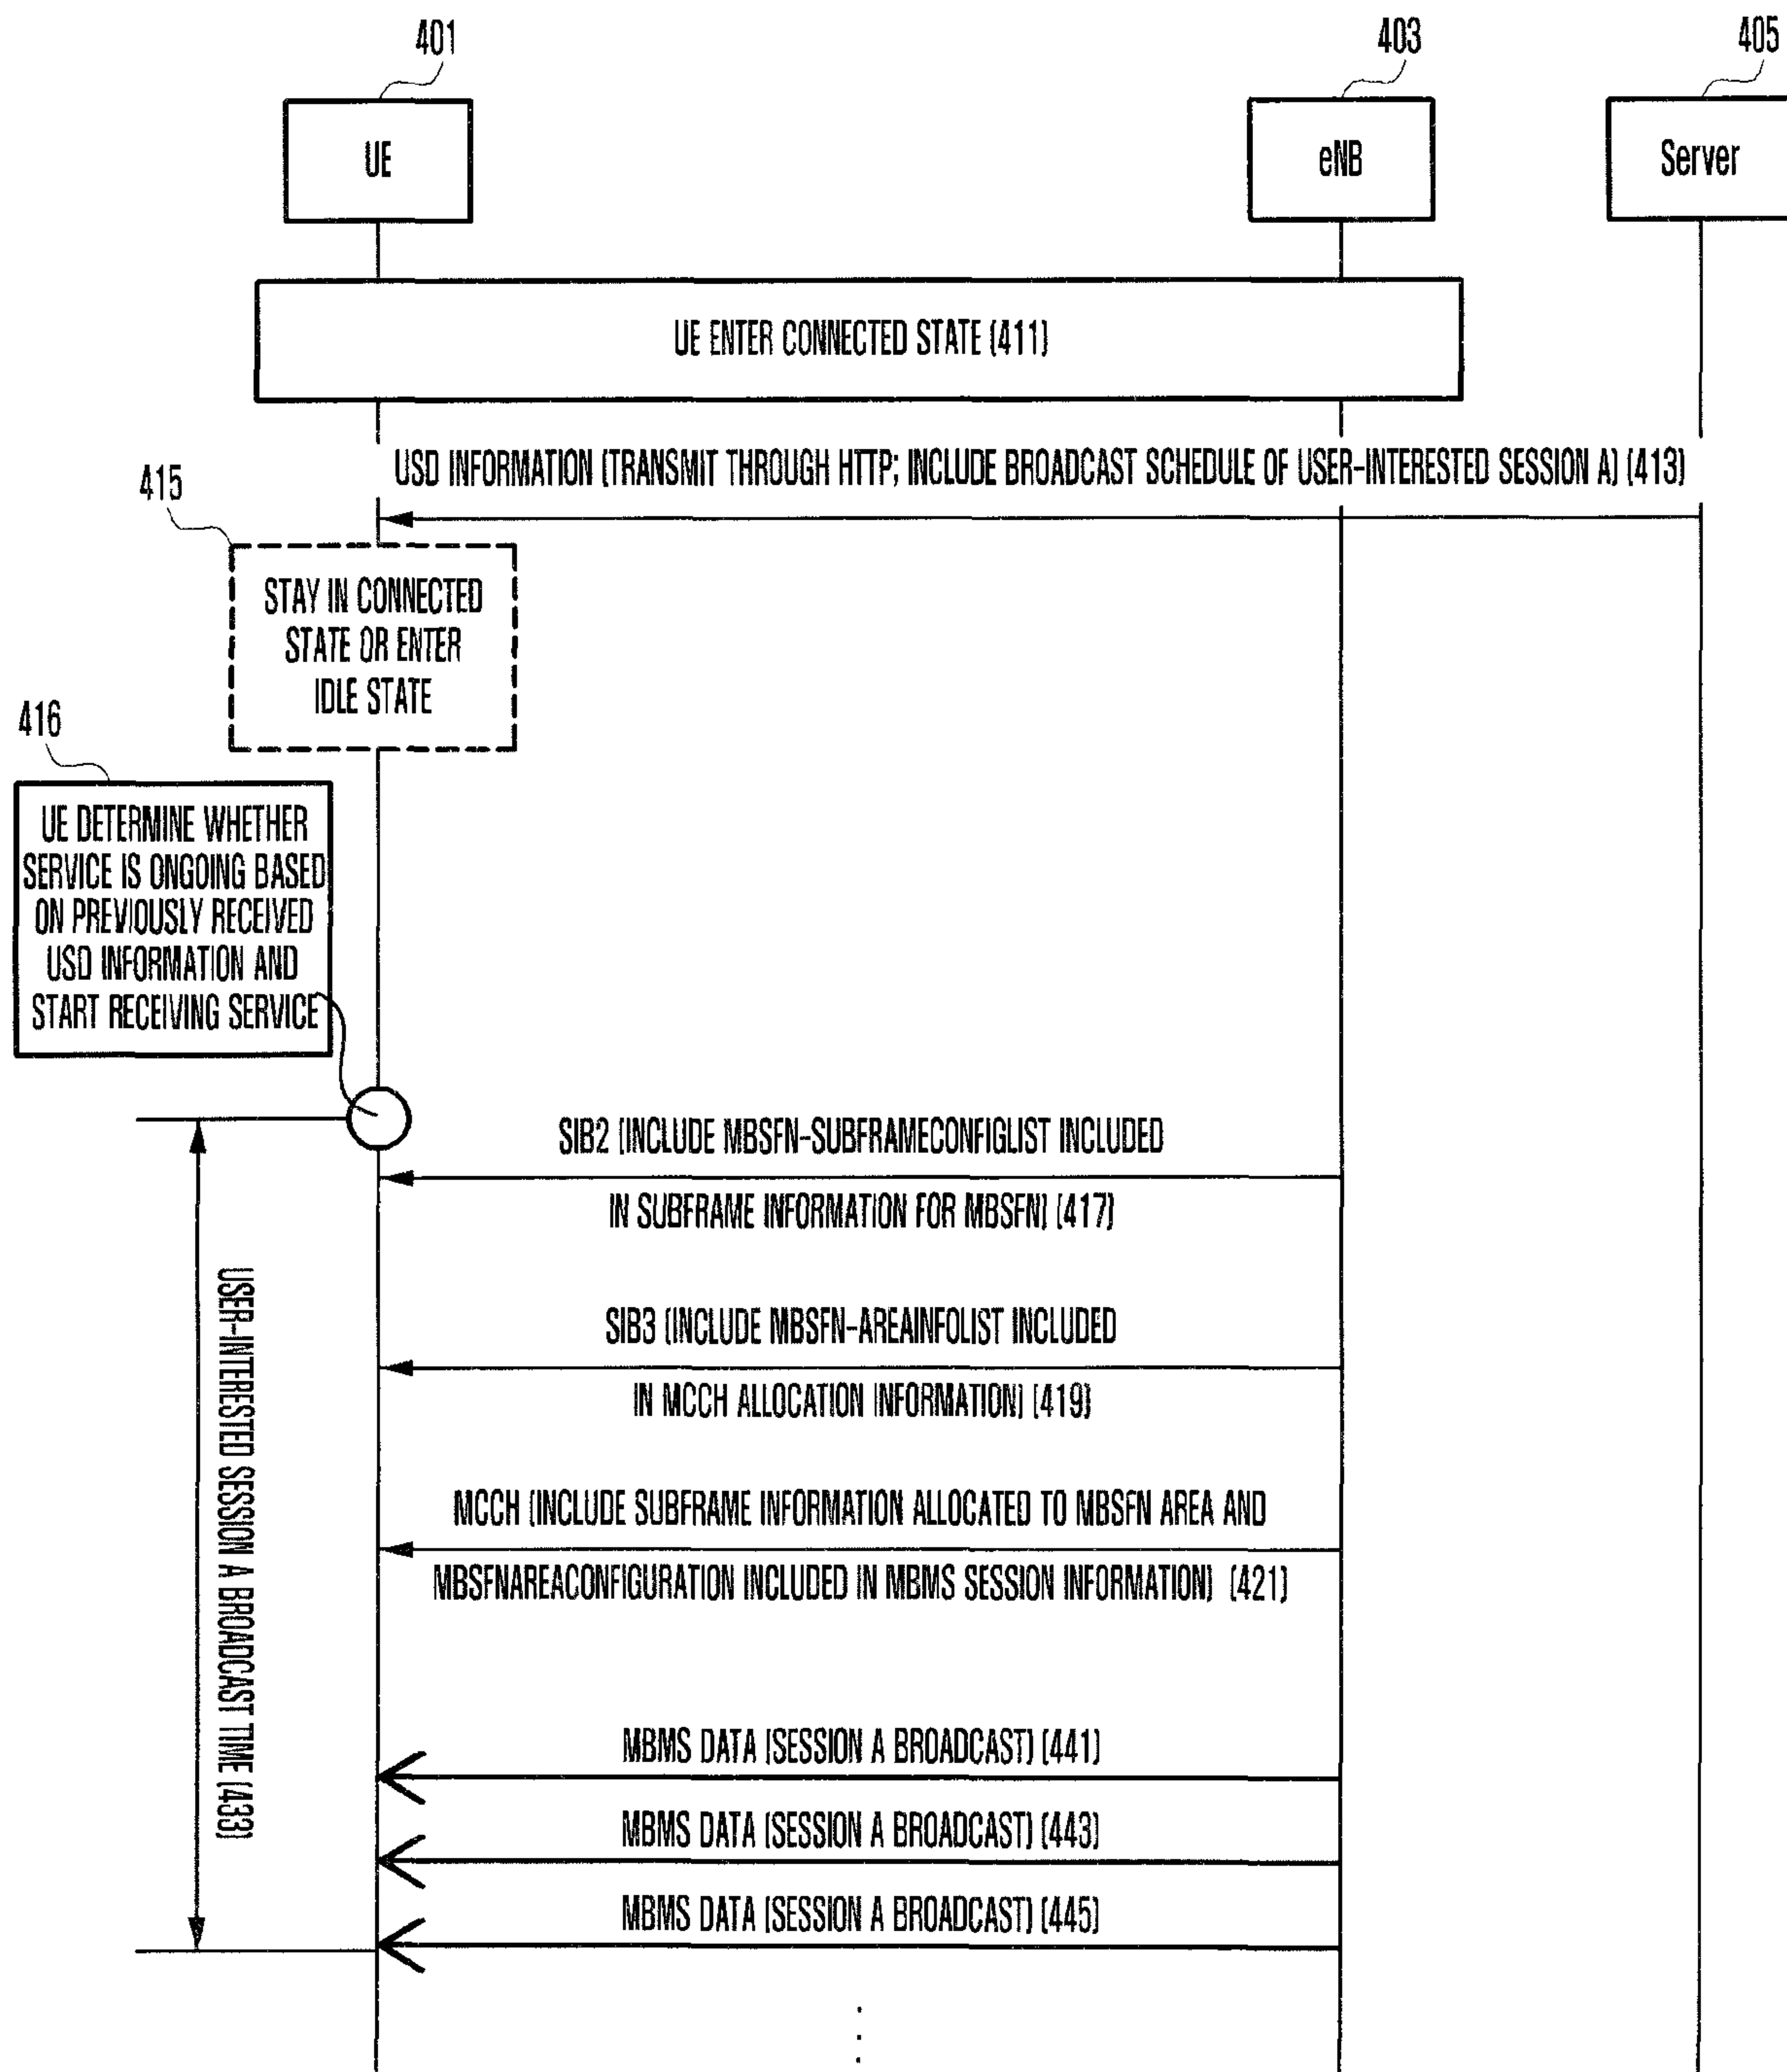 401
403
405
UE
eNB
Server
UE ENTER CONNECTED STATE (411)
USD INFORMATION (TRANSMIT THROUGH HTTP; INCLUDE BROADCAST SCHEDULE OF USER-INTERESTED SESSION A) (413)
415
STAY IN CONNECTED
STATE OR ENTER
IDLE STATE
416
UE DETERMINE WHETHER
SERVICE IS ONGOING BASED
ON PREVIOUSLY RECEIVED
USD INFORMATION AND
START RECEIVING SERVICE
SIB2 (INCLUDE MBSFN-SUBFRAMECONFIGLIST INCLUDED
IN SUBFRAME INFORMATION FOR MBSFN) (417)
SIB3 (INCLUDE MBSFN-AREAINFOLIST INCLUDED
IN MCCH ALLOCATION INFORMATION) (419)
MCCH (INCLUDE SUBFRAME INFORMATION ALLOCATED TO MBSFN AREA AND
MBSFNAREACONFIGURATION INCLUDED IN MBMS SESSION INFORMATION) (421)
USER-INTERESTED SESSION A BROADCAST TIME (433)
MBMS DATA (SESSION A BROADCAST) (441)
MBMS DATA (SESSION A BROADCAST) (443)
MBMS DATA (SESSION A BROADCAST) (445)